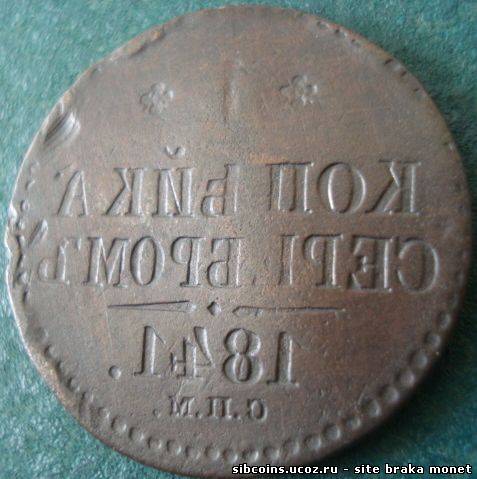 1
КОПѢЙКА
СЕРЕБРОМЪ
1841.
С.П.М.
sibcoins.ucoz.ru - site braka monet